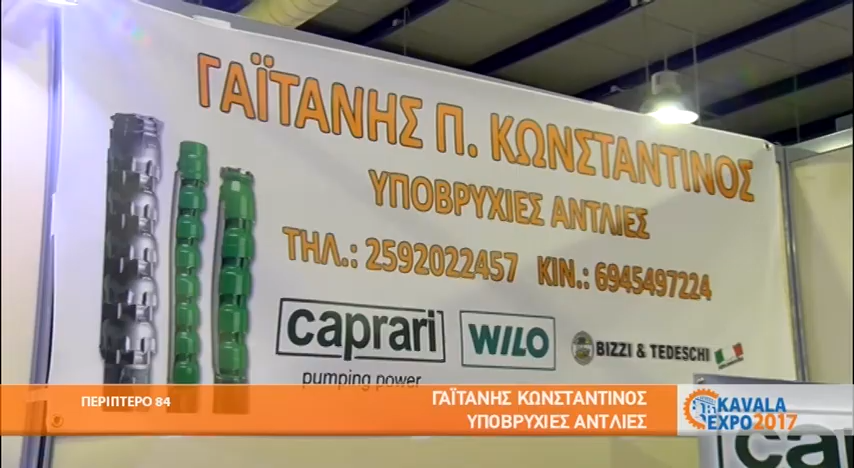 ΓΑΪΤΑΝΗΣ Π. ΚΩΝΣΤΑΝΤΙΝΟΣ
ΥΠΟΒΡΥΧΙΕΣ ΑΝΤΛΙΕΣ
ΤΗΛ.: 2592022457 ΚΙΝ.: 6945497224
caprari
pumping power
WILO
BIZZI & TEDESCHI
ΠΕΡΙΠΤΕΡΟ 84
ΓΑΪΤΑΝΗΣ ΚΩΝΣΤΑΝΤΙΝΟΣ
ΥΠΟΒΡΥΧΙΕΣ ΑΝΤΛΙΕΣ
KAVALA
EXPO2017
ca